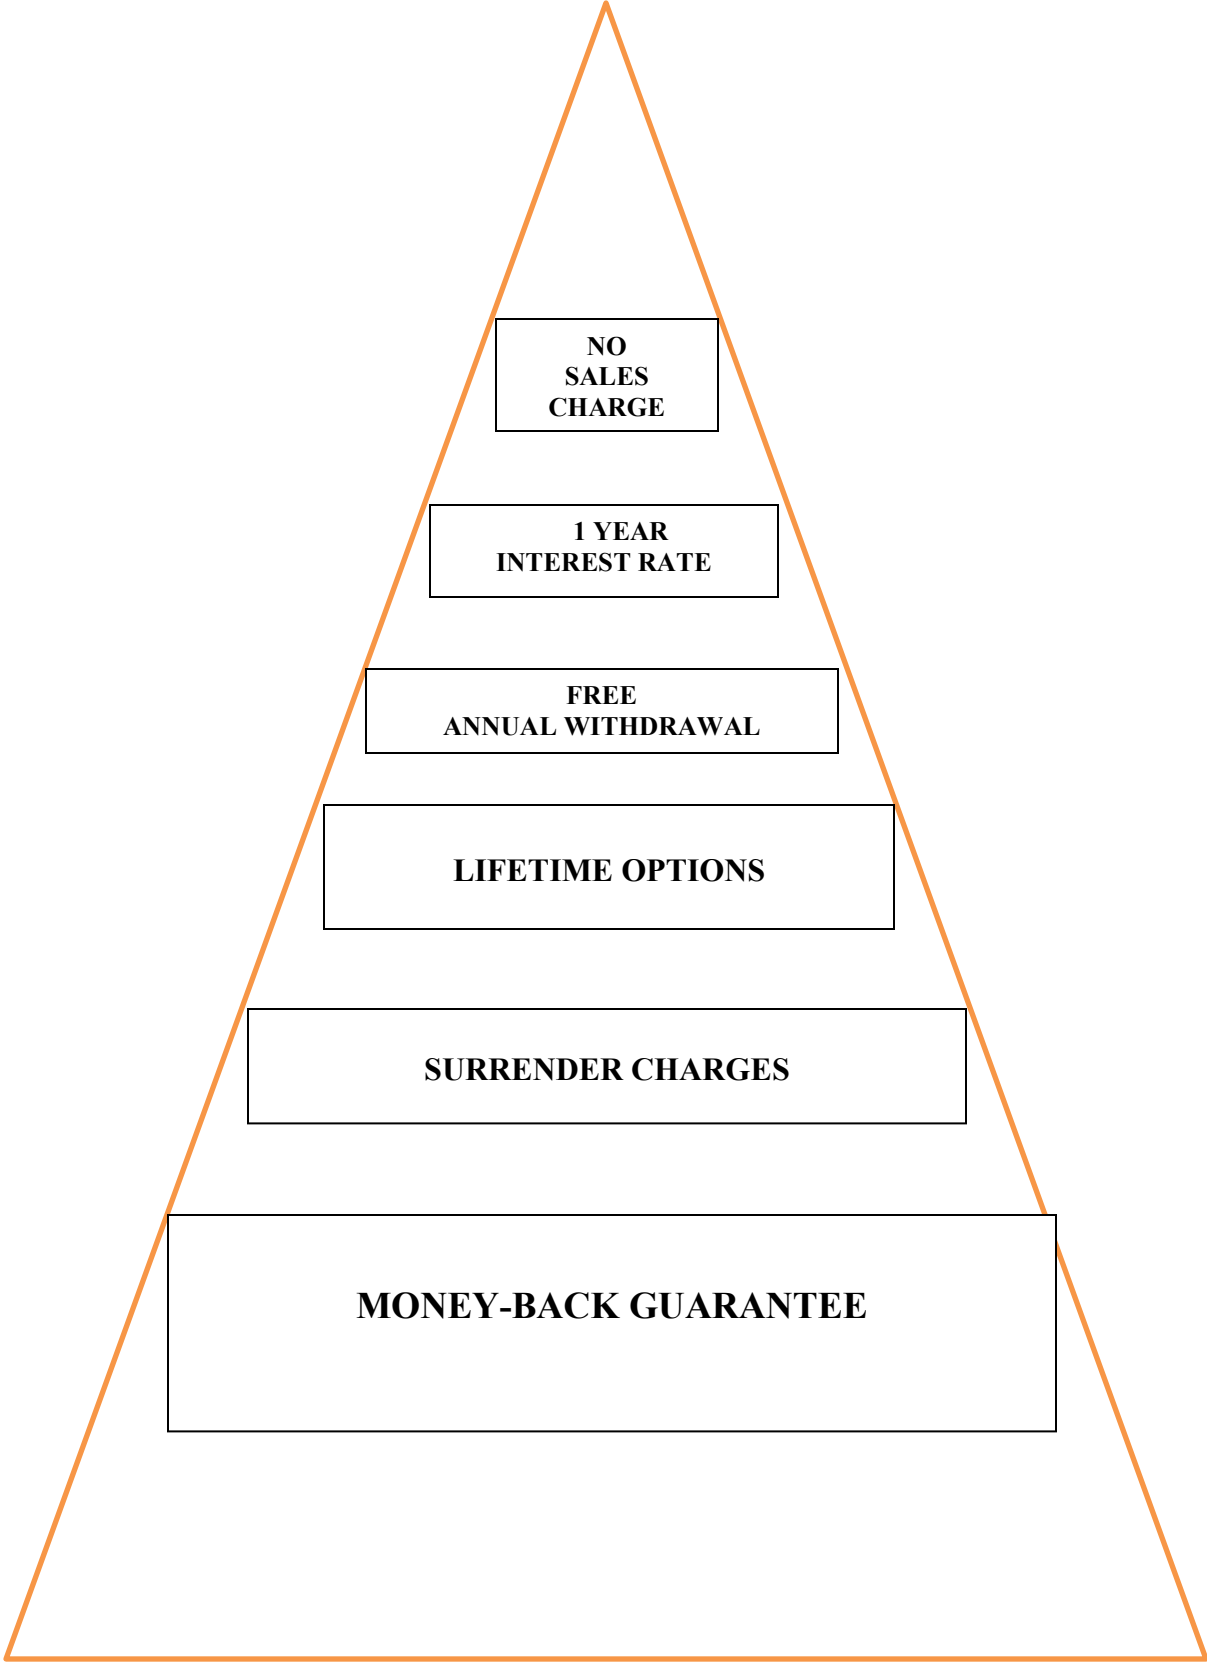 NO
SALES
CHARGE
1 YEAR
INTEREST RATE
FREE
ANNUAL WITHDRAWAL
LIFETIME OPTIONS
SURRENDER CHARGES
MONEY-BACK GUARANTEE